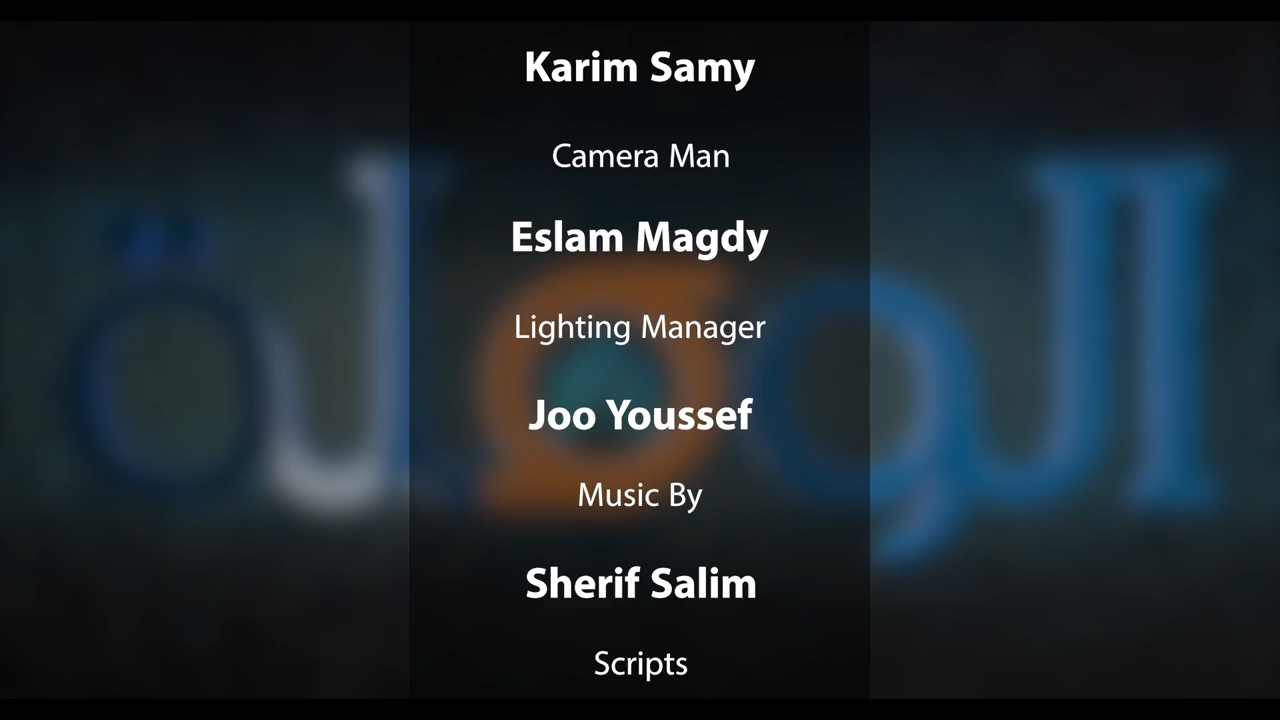 Karim Samy
Camera Man
Eslam Magdy
Lighting Manager
Joo Youssef
Music By
Sherif Salim
Scripts